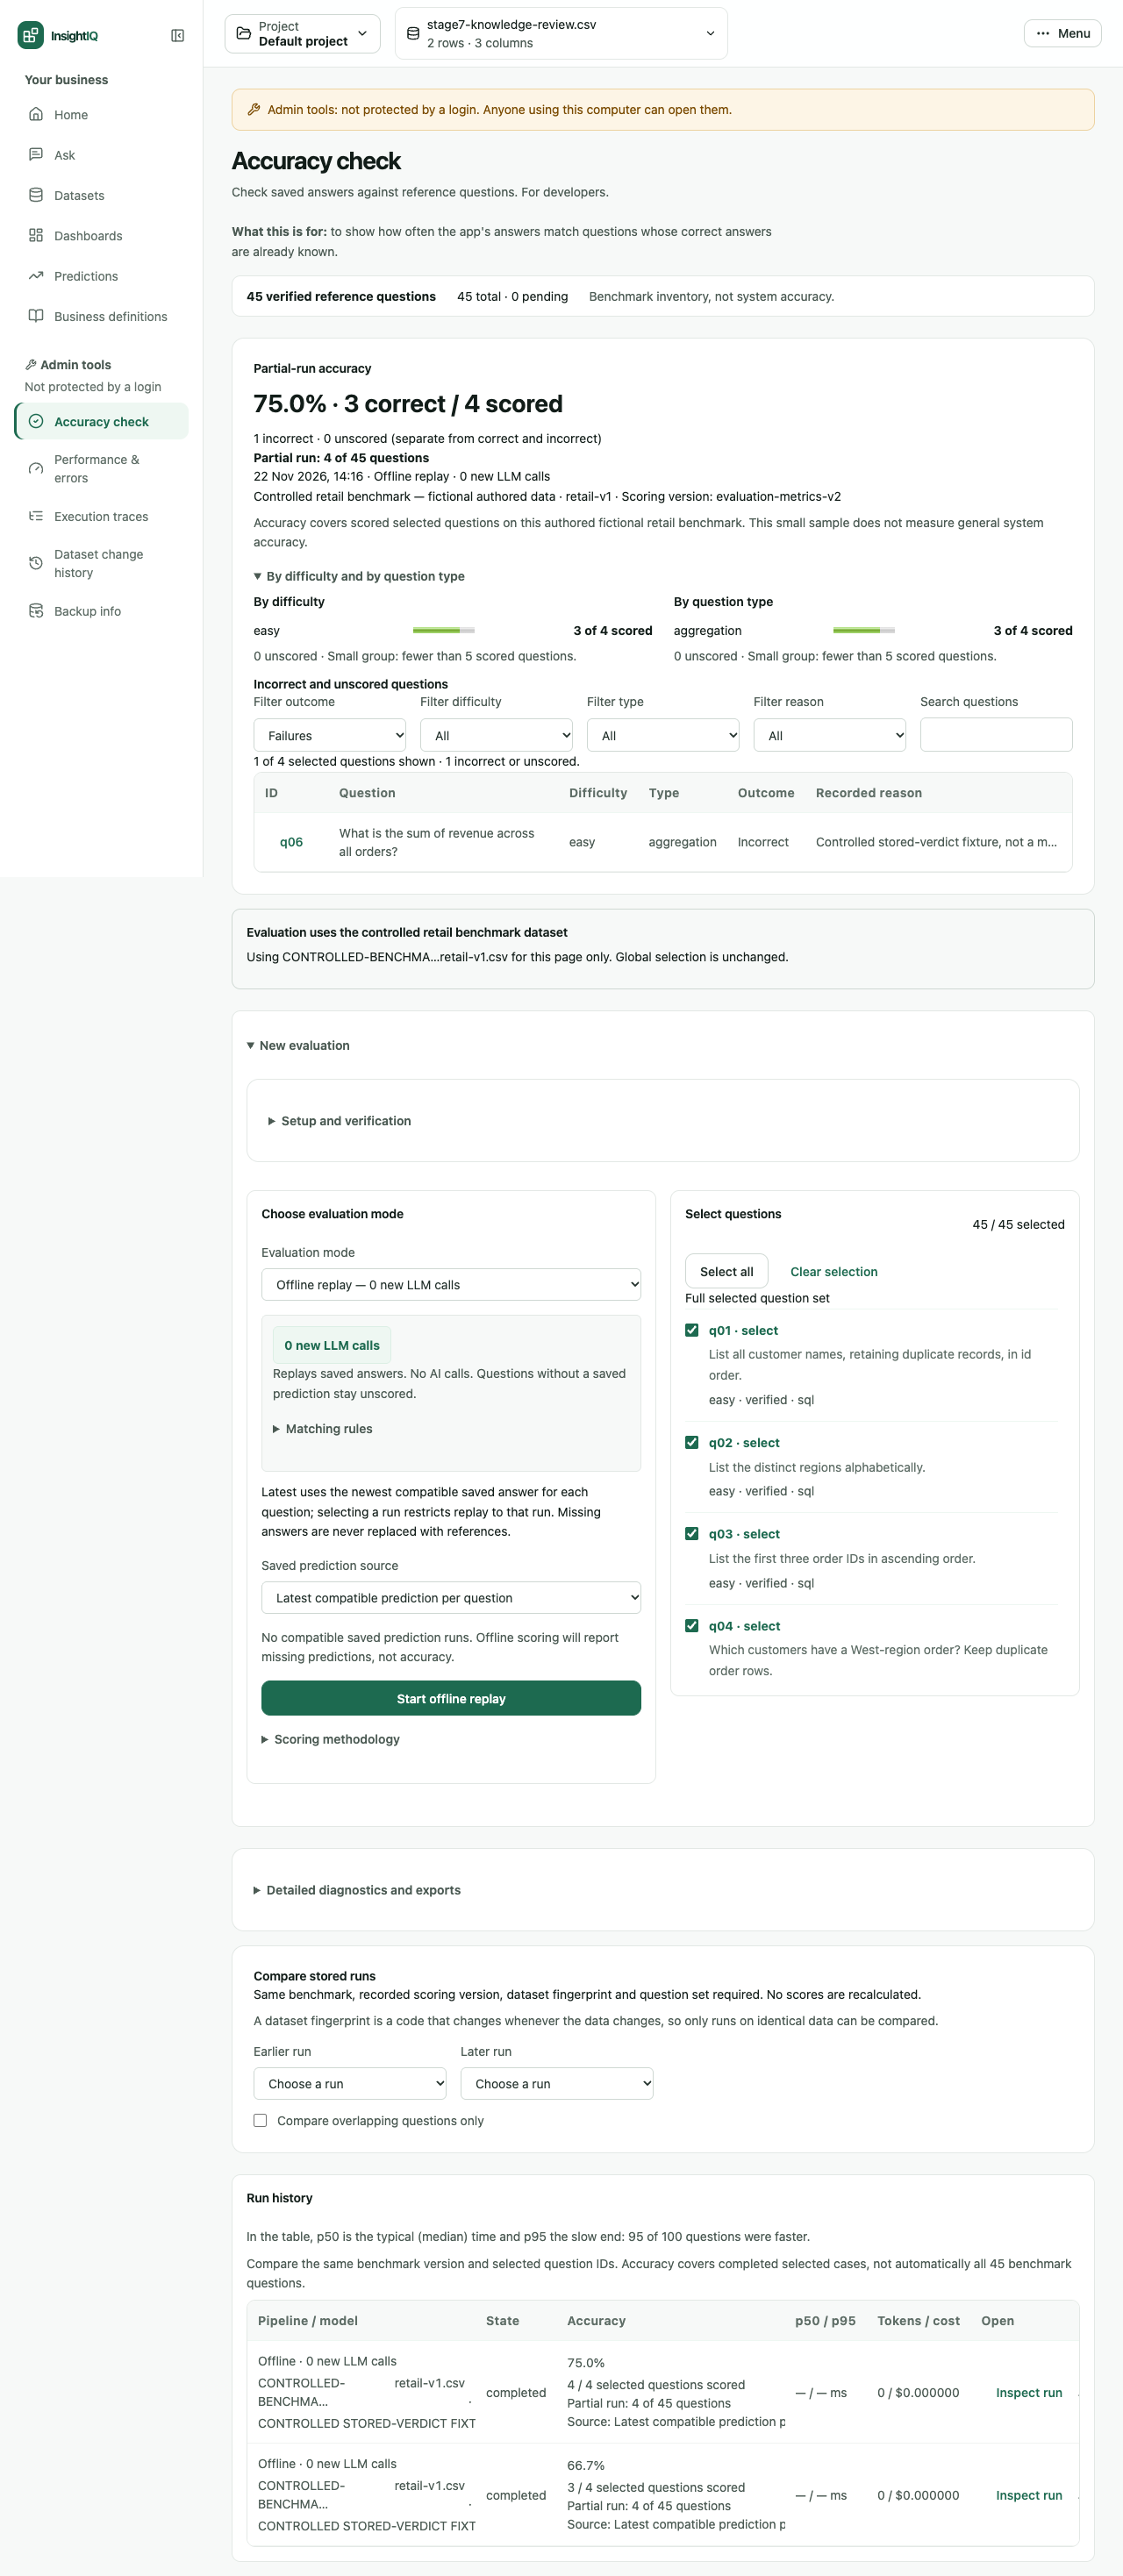 InsightIQ
Your business
Home
Ask
Datasets
Dashboards
Predictions
Business definitions
Admin tools
Not protected by a login
Accuracy check
Performance &
errors
Execution traces
Dataset change
history
Backup info
Project
Default project
stage7-knowledge-review.csv
2 rows · 3 columns
Menu
Admin tools: not protected by a login. Anyone using this computer can open them.
Accuracy check
Check saved answers against reference questions. For developers.
What this is for: to show how often the app's answers match questions whose correct answers
are already known.
45 verified reference questions 45 total · 0 pending Benchmark inventory, not system accuracy.
Partial-run accuracy
75.0% · 3 correct / 4 scored
1 incorrect · 0 unscored (separate from correct and incorrect)
Partial run: 4 of 45 questions
22 Nov 2026, 14:16 · Offline replay · 0 new LLM calls
Controlled retail benchmark — fictional authored data · retail-v1 · Scoring version: evaluation-metrics-v2
Accuracy covers scored selected questions on this authored fictional retail benchmark. This small sample does not measure general system
accuracy.
By difficulty and by question type
By difficulty
easy 3 of 4 scored
0 unscored · Small group: fewer than 5 scored questions.
By question type
aggregation 3 of 4 scored
0 unscored · Small group: fewer than 5 scored questions.
Incorrect and unscored questions
Filter outcome Filter difficulty Filter type Filter reason Search questions
Failures All All All
1 of 4 selected questions shown · 1 incorrect or unscored.
ID Question Difficulty Type Outcome Recorded reason
q06 What is the sum of revenue across easy aggregation Incorrect Controlled stored-verdict fixture, not a m...
all orders?
Evaluation uses the controlled retail benchmark dataset
Using CONTROLLED-BENCHMA...retail-v1.csv for this page only. Global selection is unchanged.
New evaluation
Setup and verification
Choose evaluation mode
Evaluation mode
Offline replay — 0 new LLM calls
0 new LLM calls
Replays saved answers. No AI calls. Questions without a saved
prediction stay unscored.
Matching rules
Latest uses the newest compatible saved answer for each
question; selecting a run restricts replay to that run. Missing
answers are never replaced with references.
Saved prediction source
Latest compatible prediction per question
No compatible saved prediction runs. Offline scoring will report
missing predictions, not accuracy.
Start offline replay
Scoring methodology
Select questions
45 / 45 selected
Select all Clear selection
Full selected question set
q01 · select
List all customer names, retaining duplicate records, in id
order.
easy · verified · sql
q02 · select
List the distinct regions alphabetically.
easy · verified · sql
q03 · select
List the first three order IDs in ascending order.
easy · verified · sql
q04 · select
Which customers have a West-region order? Keep duplicate
order rows.
Detailed diagnostics and exports
Compare stored runs
Same benchmark, recorded scoring version, dataset fingerprint and question set required. No scores are recalculated.
A dataset fingerprint is a code that changes whenever the data changes, so only runs on identical data can be compared.
Earlier run Later run
Choose a run Choose a run
Compare overlapping questions only
Run history
In the table, p50 is the typical (median) time and p95 the slow end: 95 of 100 questions were faster.
Compare the same benchmark version and selected question IDs. Accuracy covers completed selected cases, not automatically all 45 benchmark
questions.
Pipeline / model State Accuracy p50 / p95 Tokens / cost Open
Offline · 0 new LLM calls
CONTROLLED-BENCHMA... retail-v1.csv ·
CONTROLLED STORED-VERDICT FIXT
completed
75.0%
4 / 4 selected questions scored
Partial run: 4 of 45 questions
Source: Latest compatible prediction p
— / — ms
0 / $0.000000
Inspect run
Offline · 0 new LLM calls
CONTROLLED-BENCHMA... retail-v1.csv ·
CONTROLLED STORED-VERDICT FIXT
completed
66.7%
3 / 4 selected questions scored
Partial run: 4 of 45 questions
Source: Latest compatible prediction p
— / — ms
0 / $0.000000
Inspect run